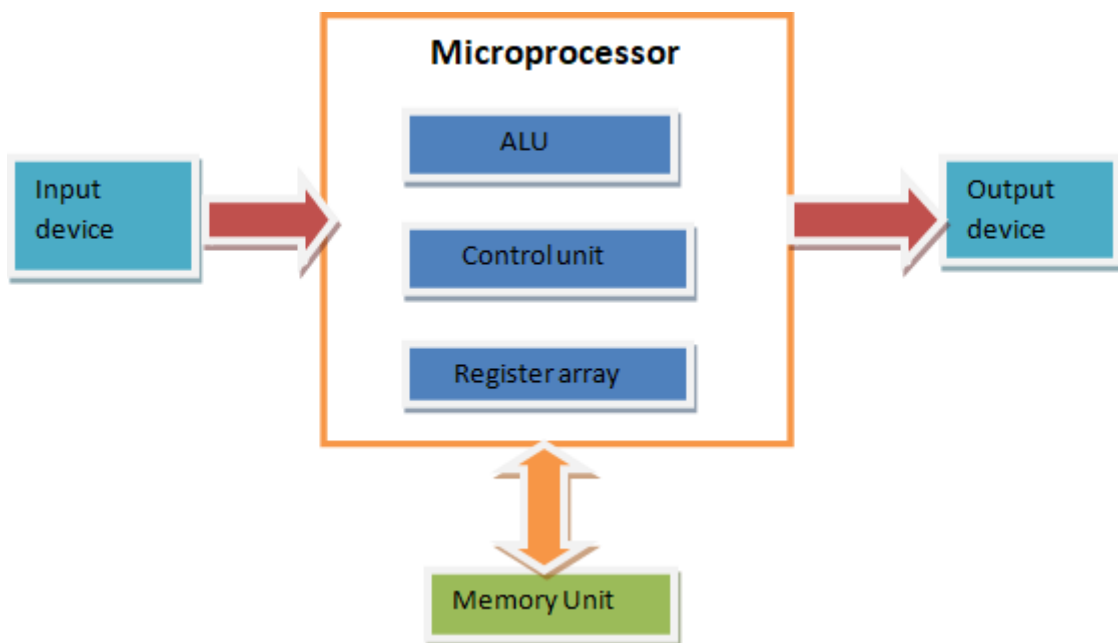 Microprocessor
ALU
Input
device
Control unit
Output
device
Register array
Memory Unit